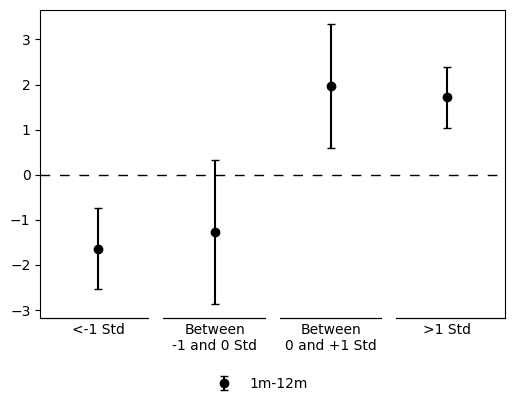 3
2
1
0
−1
−2
−3
<-1 Std
Between
-1 and 0 Std
Between
0 and +1 Std
>1 Std
1m-12m